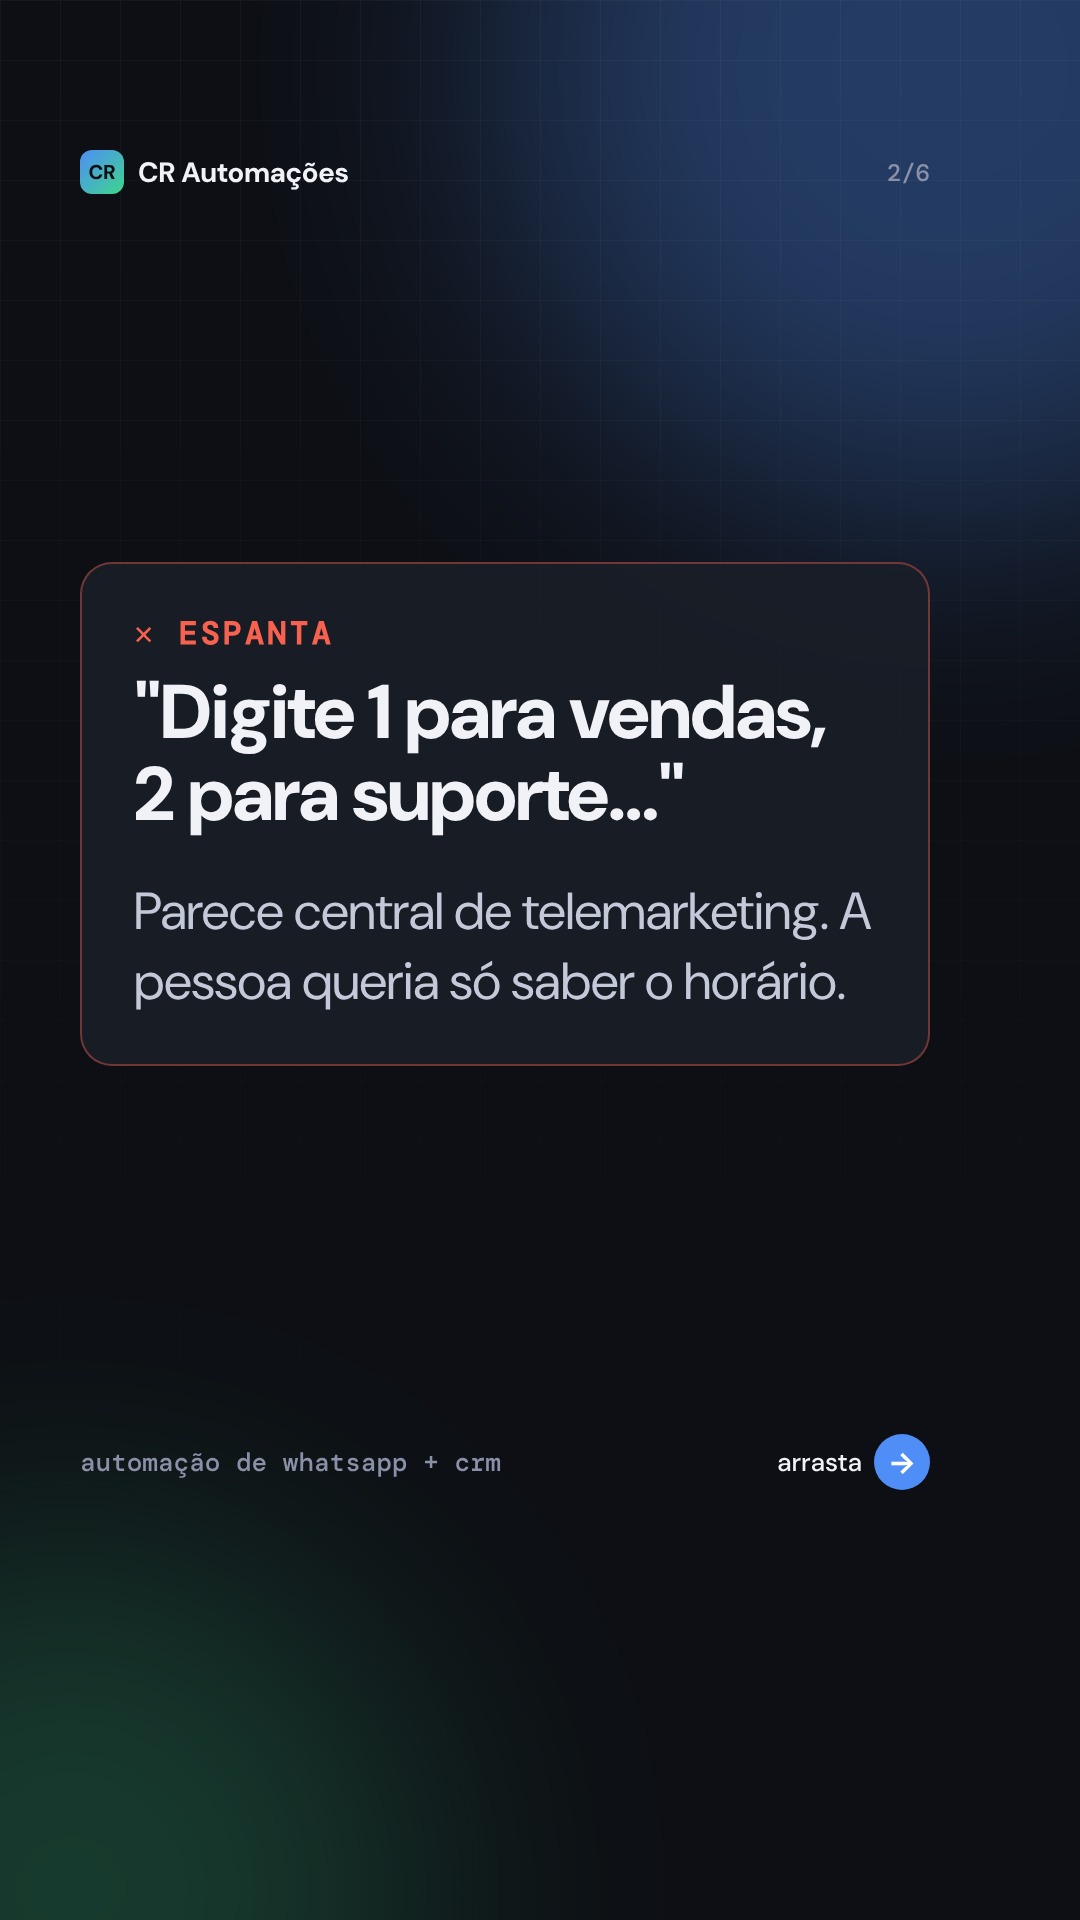 CR CR Automações 2/6
× ESPANTA
"Digite 1 para vendas,
2 para suporte..."
Parece central de telemarketing. A
pessoa queria só saber o horário.
automação de whatsapp + crm arrasta →